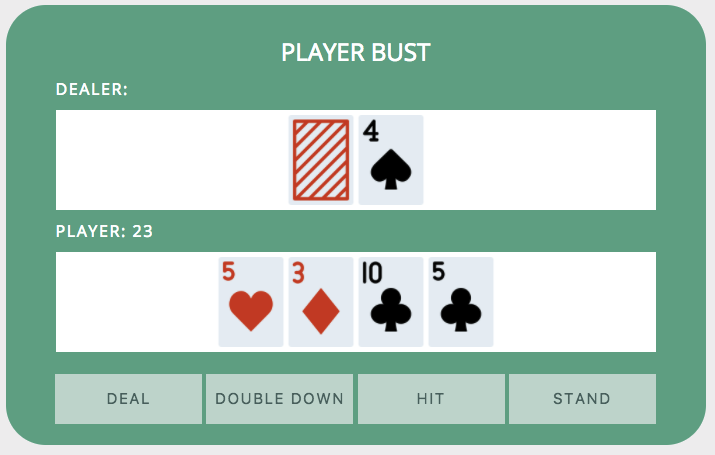 PLAYER BUST
DEALER:
4
PLAYER: 23
5 3 10 5
DEAL DOUBLE DOWN HIT STAND